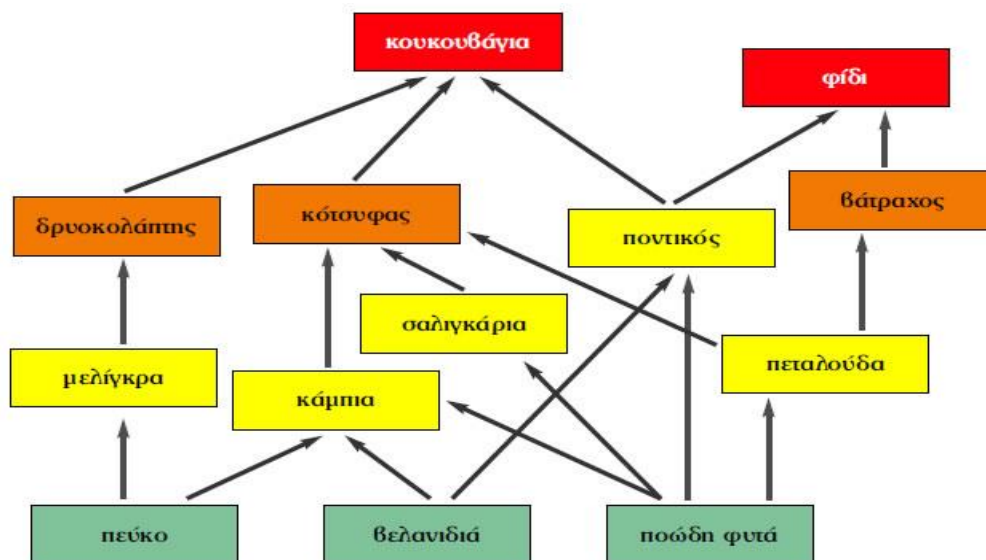 κουκουβάγια
φίδι
δρυοκολάπτης
κότσυφας
ποντικός
βάτραχος
σαλιγκάρια
μελίγκρα
κάμπια
πεταλούδα
πεύκο
βελανιδιά
ποώδη φυτά